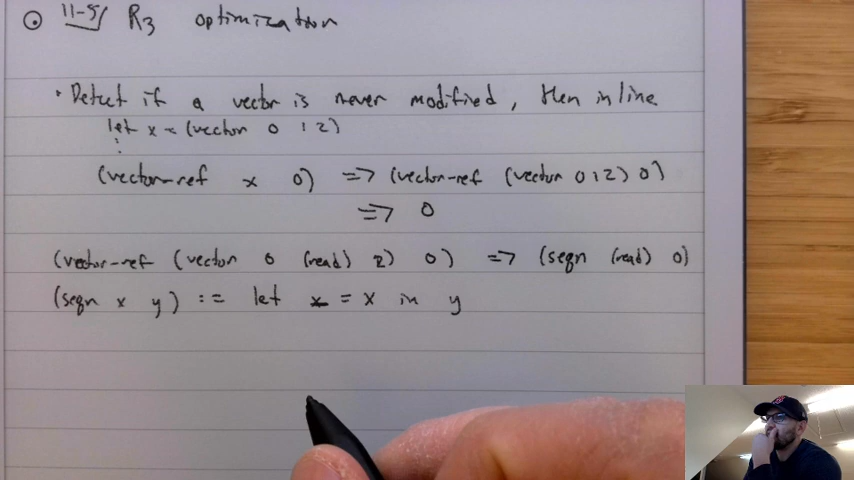 ⊙ 11-5/ R3 optimization
· Detect if a vector is never modified, then inline
let x = (vector 0 1 2)
⋮
(vector-ref x 0) => (vector-ref (vector 0 1 2) 0)
=> 0
(vector-ref (vector 0 (read) 2) 0) => (seqn (read) 0)
(seqn x y) := let _ = x in y